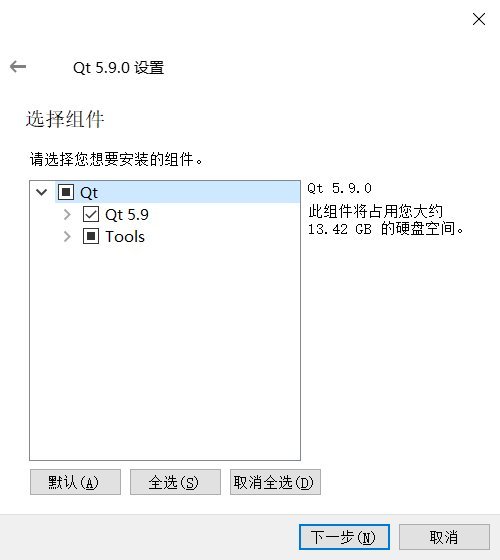 Qt 5.9.0 设置
选择组件
请选择您想要安装的组件。
Qt
Qt 5.9
Tools
Qt 5.9.0
此组件将占用您大约
13.42 GB 的硬盘空间。
默认(A)
全选(S)
取消全选(D)
下一步(N)
取消